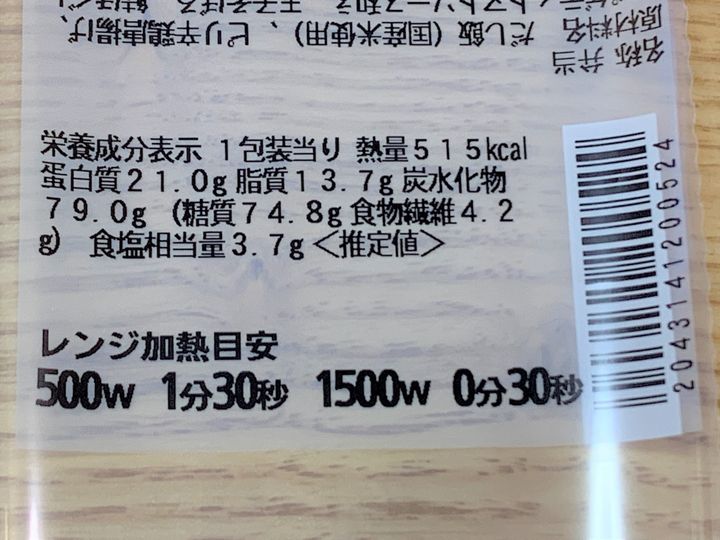 名称 弁当
原材料名 だし飯（国産米使用）、ピリ辛鶏唐揚げ、
栄養成分表示 1包装当り 熱量515kcal
蛋白質21.0g 脂質13.7g 炭水化物
79.0g （糖質74.8g 食物繊維4.2
g） 食塩相当量3.7g＜推定値＞
レンジ加熱目安
500W 1分30秒 1500W 0分30秒
2043141200524